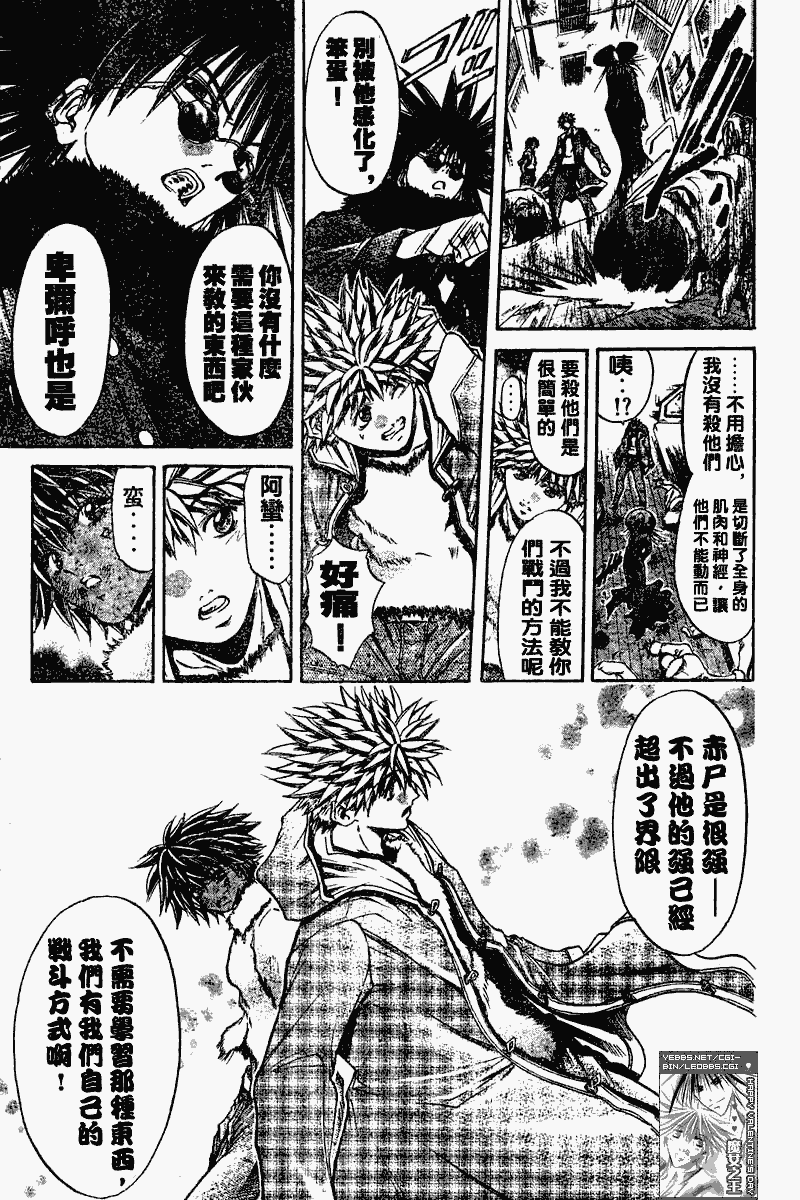 ……不用擔心，
我沒有殺他們
是切斷了全身的
肌肉和神經，讓
他們不能動而已
咦…!?
要殺他們是
很簡單的
……
不過我不能教你
們戰鬥的方法呢
別被他感化了，
笨蛋！
好痛！
你沒有什麼
需要這種家伙
來教的東西吧
卑彌呼也是
阿蠻……
蛮…．
赤尸是很强—
不過他的强已經
超出了界限
不需要學習那種東西，
我們有我們自己的
戰斗方式啊！
YEBBS.NET/CGI-
BIN/LEOBBS.CGI
HAPPY VALENTINE'S DAY
魔女之王